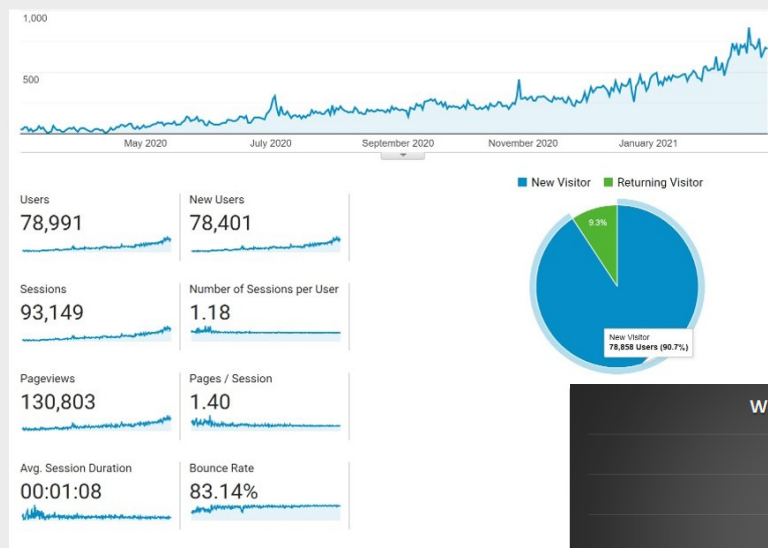 1,000
500
May 2020 July 2020 September 2020 November 2020 January 2021
New Visitor Returning Visitor
Users
78,991
New Users
78,401
9.3%
Sessions
93,149
Number of Sessions per User
1.18
New Visitor
78,858 Users (90.7%)
Pageviews
130,803
Pages / Session
1.40
W
Avg. Session Duration
00:01:08
Bounce Rate
83.14%